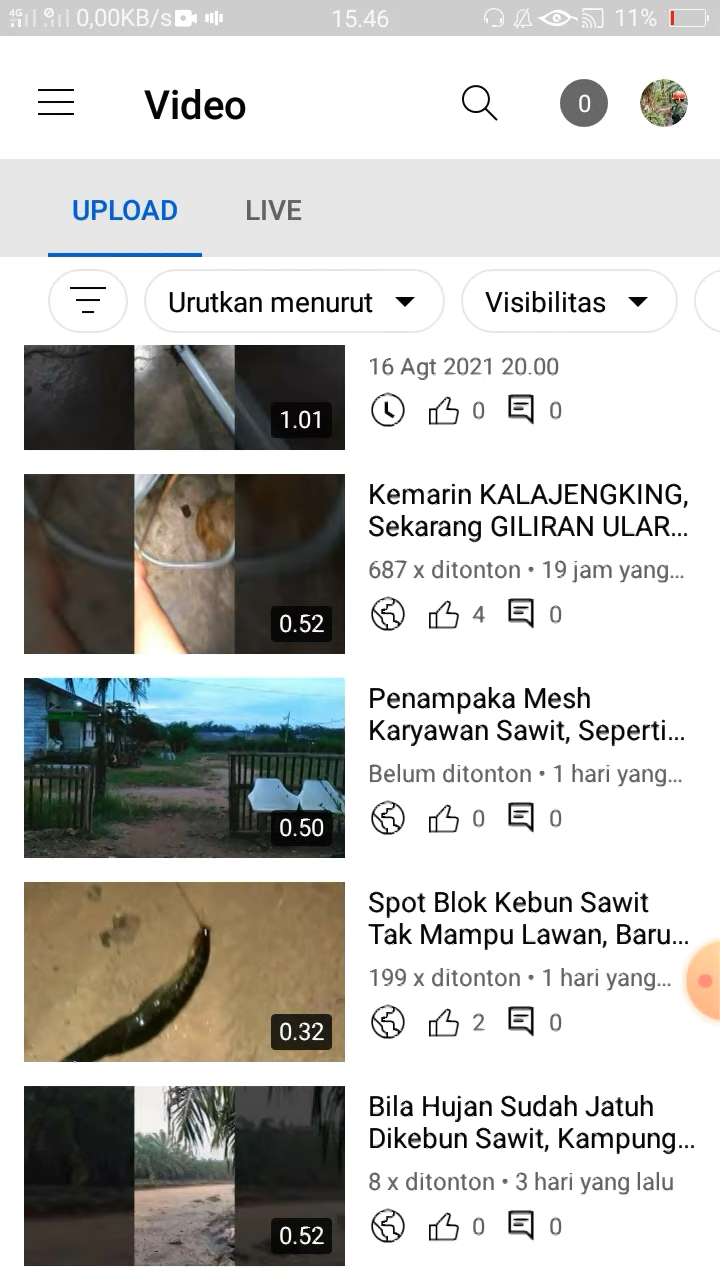 4G 0,00KB/s 15.46 11%
Video 0
UPLOAD LIVE
Urutkan menurut Visibilitas
16 Agt 2021 20.00
1.01
0 0
Kemarin KALAJENGKING,
Sekarang GILIRAN ULAR...
687 x ditonton • 19 jam yang...
0.52
4 0
Penampaka Mesh
Karyawan Sawit, Seperti...
Belum ditonton • 1 hari yang...
0.50
0 0
Spot Blok Kebun Sawit
Tak Mampu Lawan, Baru...
199 x ditonton • 1 hari yang...
0.32
2 0
Bila Hujan Sudah Jatuh
Dikebun Sawit, Kampung...
8 x ditonton • 3 hari yang lalu
0.52
0 0